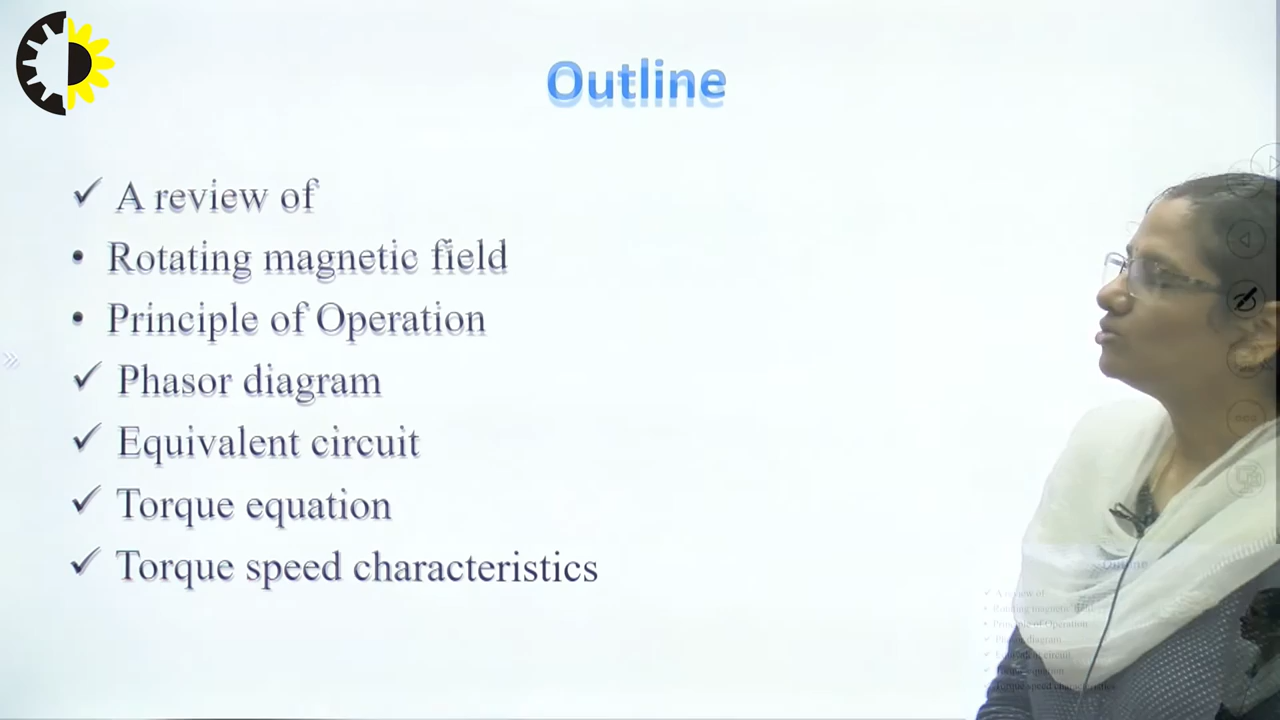 Outline
✓ A review of
• Rotating magnetic field
• Principle of Operation
✓ Phasor diagram
✓ Equivalent circuit
✓ Torque equation
✓ Torque speed characteristics